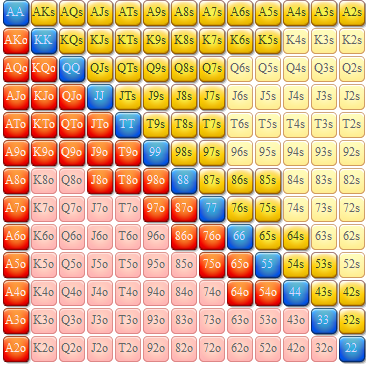 AA AKs AQs AJs ATs A9s A8s A7s A6s A5s A4s A3s A2s
AKo KK KQs KJs KTs K9s K8s K7s K6s K5s K4s K3s K2s
AQo KQo QQ QJs QTs Q9s Q8s Q7s Q6s Q5s Q4s Q3s Q2s
AJo KJo QJo JJ JTs J9s J8s J7s J6s J5s J4s J3s J2s
ATo KTo QTo JTo TT T9s T8s T7s T6s T5s T4s T3s T2s
A9o K9o Q9o J9o T9o 99 98s 97s 96s 95s 94s 93s 92s
A8o K8o Q8o J8o T8o 98o 88 87s 86s 85s 84s 83s 82s
A7o K7o Q7o J7o T7o 97o 87o 77 76s 75s 74s 73s 72s
A6o K6o Q6o J6o T6o 96o 86o 76o 66 65s 64s 63s 62s
A5o K5o Q5o J5o T5o 95o 85o 75o 65o 55 54s 53s 52s
A4o K4o Q4o J4o T4o 94o 84o 74o 64o 54o 44 43s 42s
A3o K3o Q3o J3o T3o 93o 83o 73o 63o 53o 43o 33 32s
A2o K2o Q2o J2o T2o 92o 82o 72o 62o 52o 42o 32o 22